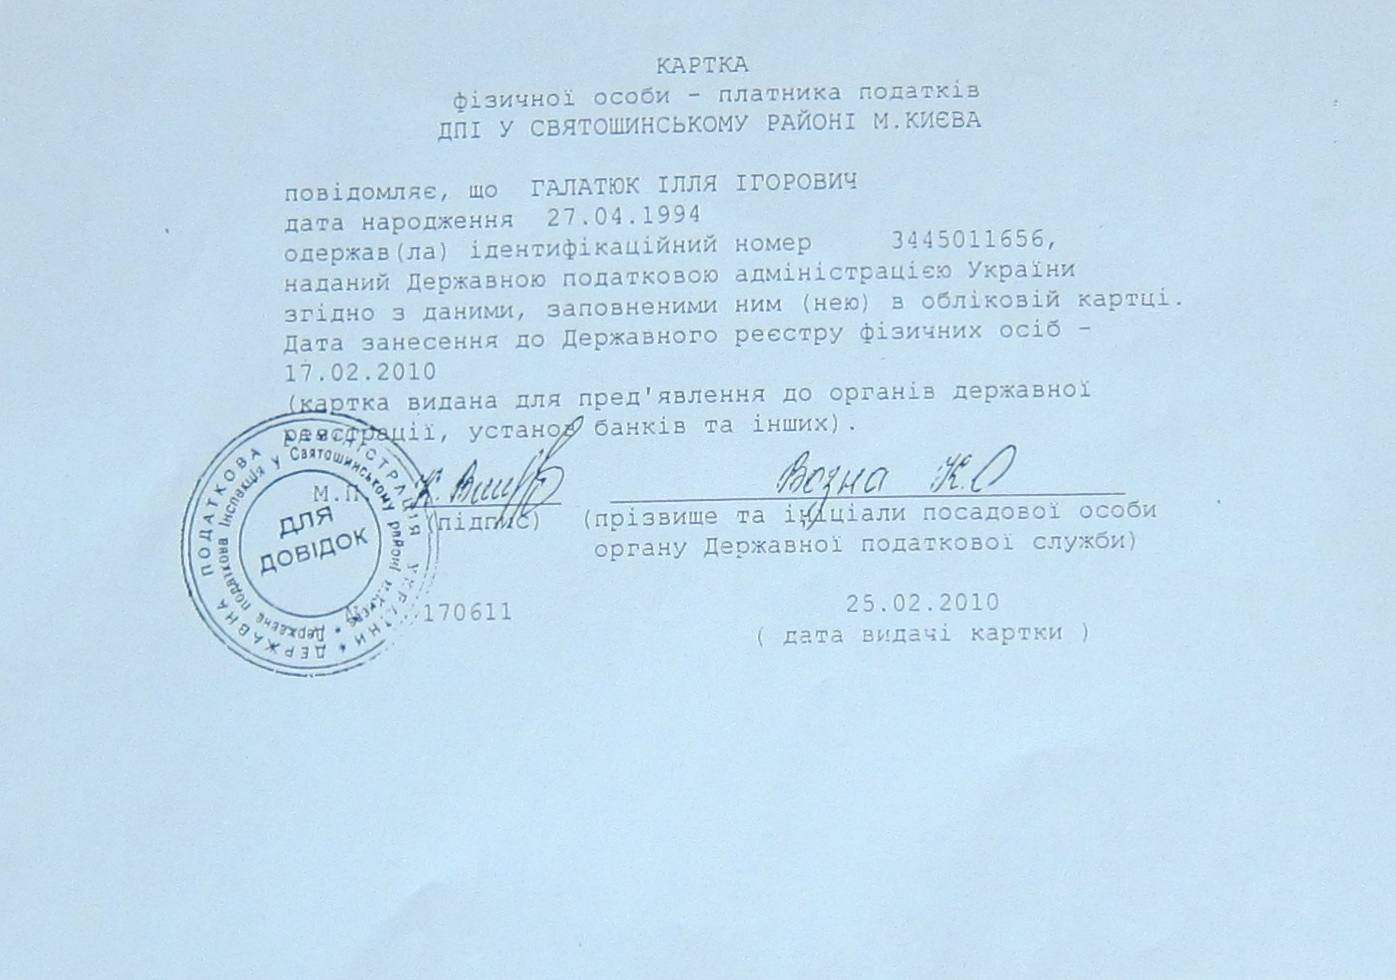 КАРТКА
фізичної особи - платника податків
ДПІ У СВЯТОШИНСЬКОМУ РАЙОНІ М.КИЄВА
повідомляє, що ГАЛАТЮК ІЛЛЯ ІГОРОВИЧ
дата народження 27.04.1994
одержав(ла) ідентифікаційний номер 3445011656,
наданий Державною податковою адміністрацією України
згідно з даними, заповненими ним (нею) в обліковій картці.
Дата занесення до Державного реєстру фізичних осіб -
17.02.2010
(картка видана для пред'явлення до органів державної
реєстрації, установ банків та інших).
М.П.
(підпис) (прізвище та ініціали посадової особи
органу Державної податкової служби)
170611 25.02.2010
( дата видачі картки )
ДЕРЖАВНА ПОДАТКОВА
Державна податкова інспекція у Святошинському районі м.Києва
ДЛЯ
ДОВІДОК